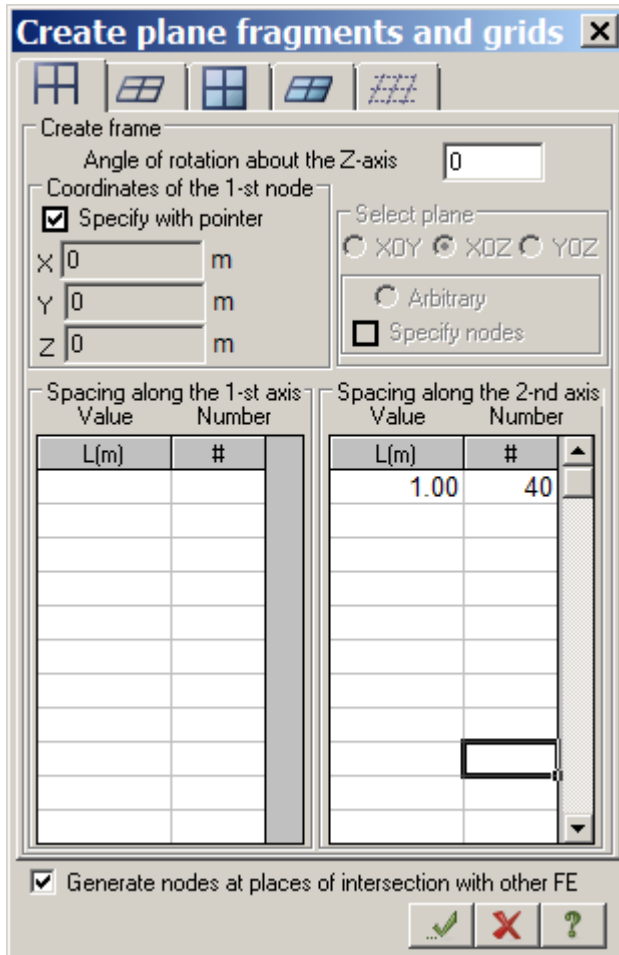 Create plane fragments and grids
Create frame
Angle of rotation about the Z-axis 0
Coordinates of the 1-st node
Specify with pointer
X 0 m
Y 0 m
Z 0 m
Select plane
XOY XOZ YOZ
Arbitrary
Specify nodes
Spacing along the 1-st axis
Value Number
L(m) #
Spacing along the 2-nd axis
Value Number
L(m) #
1.00 40
Generate nodes at places of intersection with other FE
?